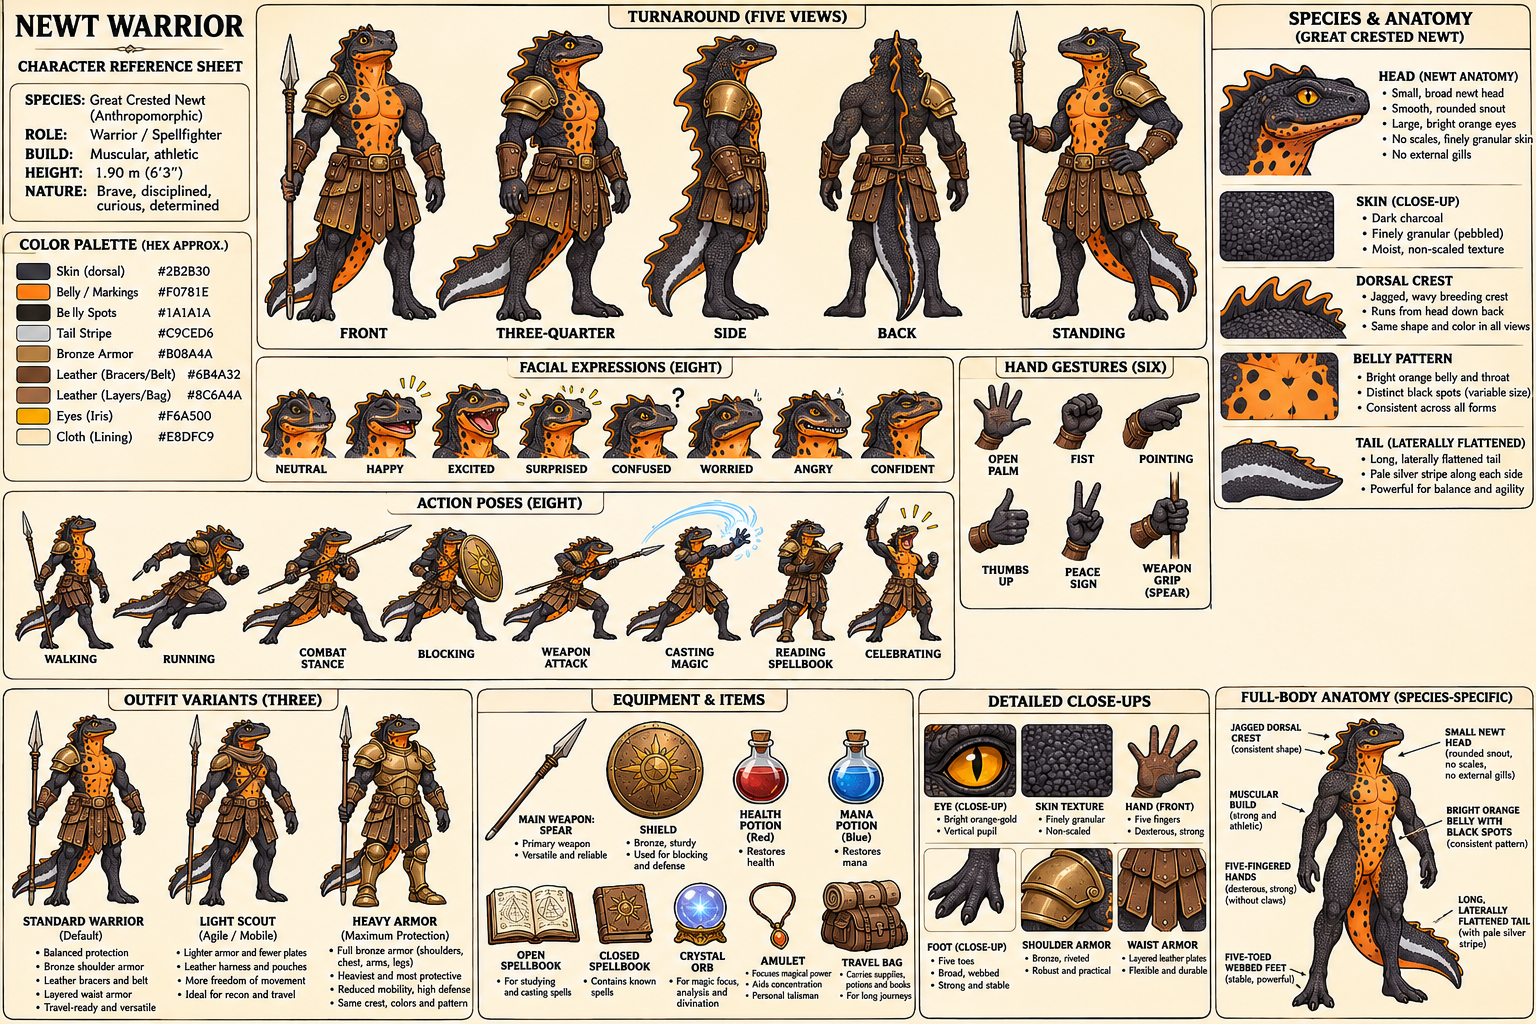 NEWT WARRIOR
CHARACTER REFERENCE SHEET
SPECIES: Great Crested Newt
(Anthropomorphic)
ROLE: Warrior / Spellfighter
BUILD: Muscular, athletic
HEIGHT: 1.90 m (6'3")
NATURE: Brave, disciplined,
curious, determined
COLOR PALETTE (HEX APPROX.)
Skin (dorsal) #2B2B30
Belly / Markings #F0781E
Belly Spots #1A1A1A
Tail Stripe #C9CED6
Bronze Armor #B08A4A
Leather (Bracers/Belt) #6B4A32
Leather (Layers/Bag) #8C6A4A
Eyes (Iris) #F6A500
Cloth (Lining) #E8DFC9
TURNAROUND (FIVE VIEWS)
FRONT
THREE-QUARTER
SIDE
BACK
STANDING
SPECIES & ANATOMY
(GREAT CRESTED NEWT)
HEAD (NEWT ANATOMY)
• Small, broad newt head
• Smooth, rounded snout
• Large, bright orange eyes
• No scales, finely granular skin
• No external gills
SKIN (CLOSE-UP)
• Dark charcoal
• Finely granular (pebbled)
• Moist, non-scaled texture
DORSAL CREST
• Jagged, wavy breeding crest
• Runs from head down back
• Same shape and color in all views
BELLY PATTERN
• Bright orange belly and throat
• Distinct black spots (variable size)
• Consistent across all forms
TAIL (LATERALLY FLATTENED)
• Long, laterally flattened tail
• Pale silver stripe along each side
• Powerful for balance and agility
FACIAL EXPRESSIONS (EIGHT)
?
NEUTRAL
HAPPY
EXCITED
SURPRISED
CONFUSED
WORRIED
ANGRY
CONFIDENT
HAND GESTURES (SIX)
OPEN
PALM
FIST
POINTING
THUMBS
UP
PEACE
SIGN
WEAPON
GRIP
(SPEAR)
ACTION POSES (EIGHT)
WALKING
RUNNING
COMBAT
STANCE
BLOCKING
WEAPON
ATTACK
CASTING
MAGIC
READING
SPELLBOOK
CELEBRATING
OUTFIT VARIANTS (THREE)
STANDARD WARRIOR
(Default)
• Balanced protection
• Bronze shoulder armor
• Leather bracers and belt
• Layered waist armor
• Travel-ready and versatile
LIGHT SCOUT
(Agile / Mobile)
• Lighter armor and fewer plates
• Leather harness and pouches
• More freedom of movement
• Ideal for recon and travel
HEAVY ARMOR
(Maximum Protection)
• Full bronze armor (shoulders,
chest, arms, legs)
• Heaviest and most protective
• Reduced mobility, high defense
• Same crest, colors and pattern
EQUIPMENT & ITEMS
MAIN WEAPON:
SPEAR
• Primary weapon
• Versatile and reliable
SHIELD
• Bronze, sturdy
• Used for blocking
and defense
HEALTH
POTION
(Red)
• Restores
health
MANA
POTION
(Blue)
• Restores
mana
OPEN
SPELLBOOK
• For studying
and casting spells
CLOSED
SPELLBOOK
• Contains known
spells
CRYSTAL
ORB
• For magic focus,
analysis and
divination
AMULET
• Focuses magical power
• Aids concentration
• Personal talisman
TRAVEL BAG
• Carries supplies,
potions and books
• For long journeys
DETAILED CLOSE-UPS
EYE (CLOSE-UP)
• Bright orange-gold
• Vertical pupil
SKIN TEXTURE
• Finely granular
• Non-scaled
HAND (FRONT)
• Five fingers
• Dexterous, strong
FOOT (CLOSE-UP)
• Five toes
• Broad, webbed
• Strong and stable
SHOULDER ARMOR
• Bronze, riveted
• Robust and practical
WAIST ARMOR
• Layered leather plates
• Flexible and durable
FULL-BODY ANATOMY (SPECIES-SPECIFIC)
JAGGED DORSAL
CREST
(consistent shape)
MUSCULAR
BUILD
(strong and
athletic)
FIVE-FINGERED
HANDS
(dexterous, strong)
(without claws)
FIVE-TOED
WEBBED FEET
(stable, powerful)
SMALL NEWT
HEAD
(rounded snout,
no scales,
no external gills)
BRIGHT ORANGE
BELLY WITH
BLACK SPOTS
(consistent pattern)
LONG,
LATERALLY
FLATTENED TAIL
(with pale silver
stripe)